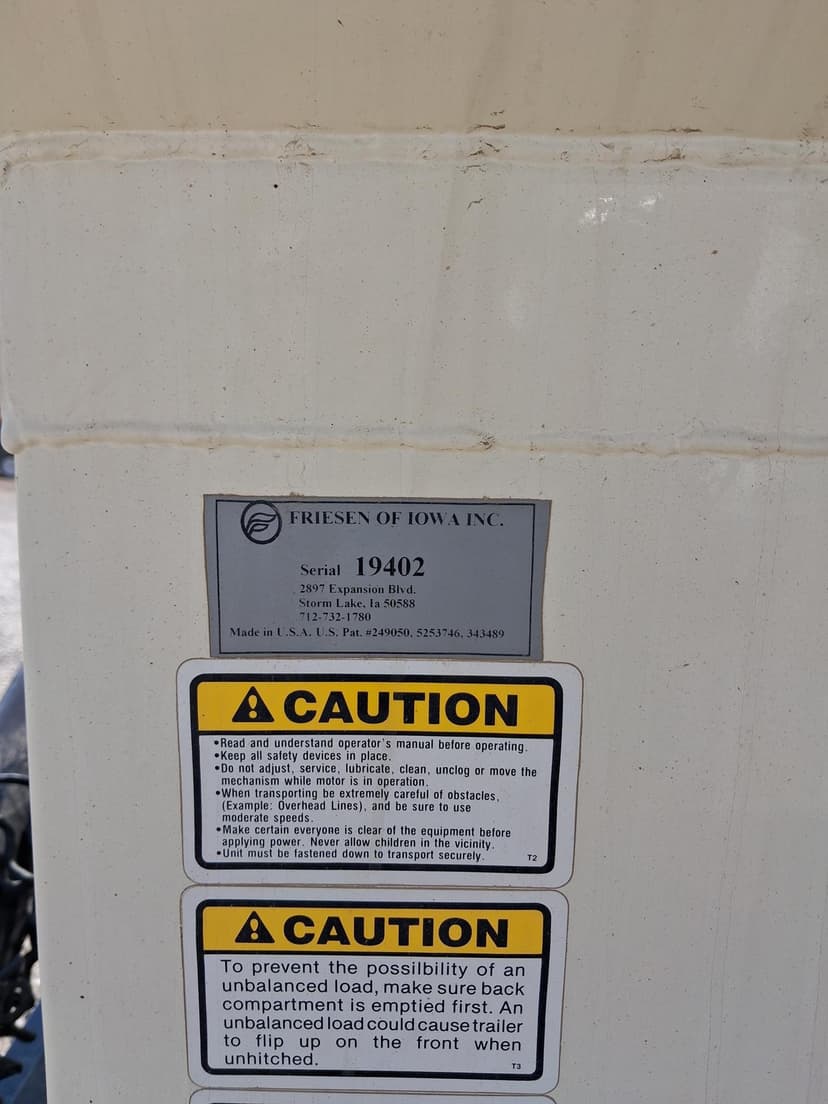 FRIESEN OF IOWA INC.
Serial 19402
2897 Expansion Blvd.
Storm Lake, Ia 50588
712-732-1780
Made in U.S.A. U.S. Pat. #249050, 5253746, 343489
CAUTION
•Read and understand operator's manual before operating.
•Keep all safety devices in place.
•Do not adjust, service, lubricate, clean, unclog or move the
mechanism while motor is in operation.
•When transporting be extremely careful of obstacles,
(Example: Overhead Lines), and be sure to use
moderate speeds.
•Make certain everyone is clear of the equipment before
applying power. Never allow children in the vicinity.
•Unit must be fastened down to transport securely.
T2
CAUTION
To prevent the possilbility of an
unbalanced load, make sure back
compartment is emptied first. An
unbalanced load could cause trailer
to flip up on the front when
unhitched.
T3